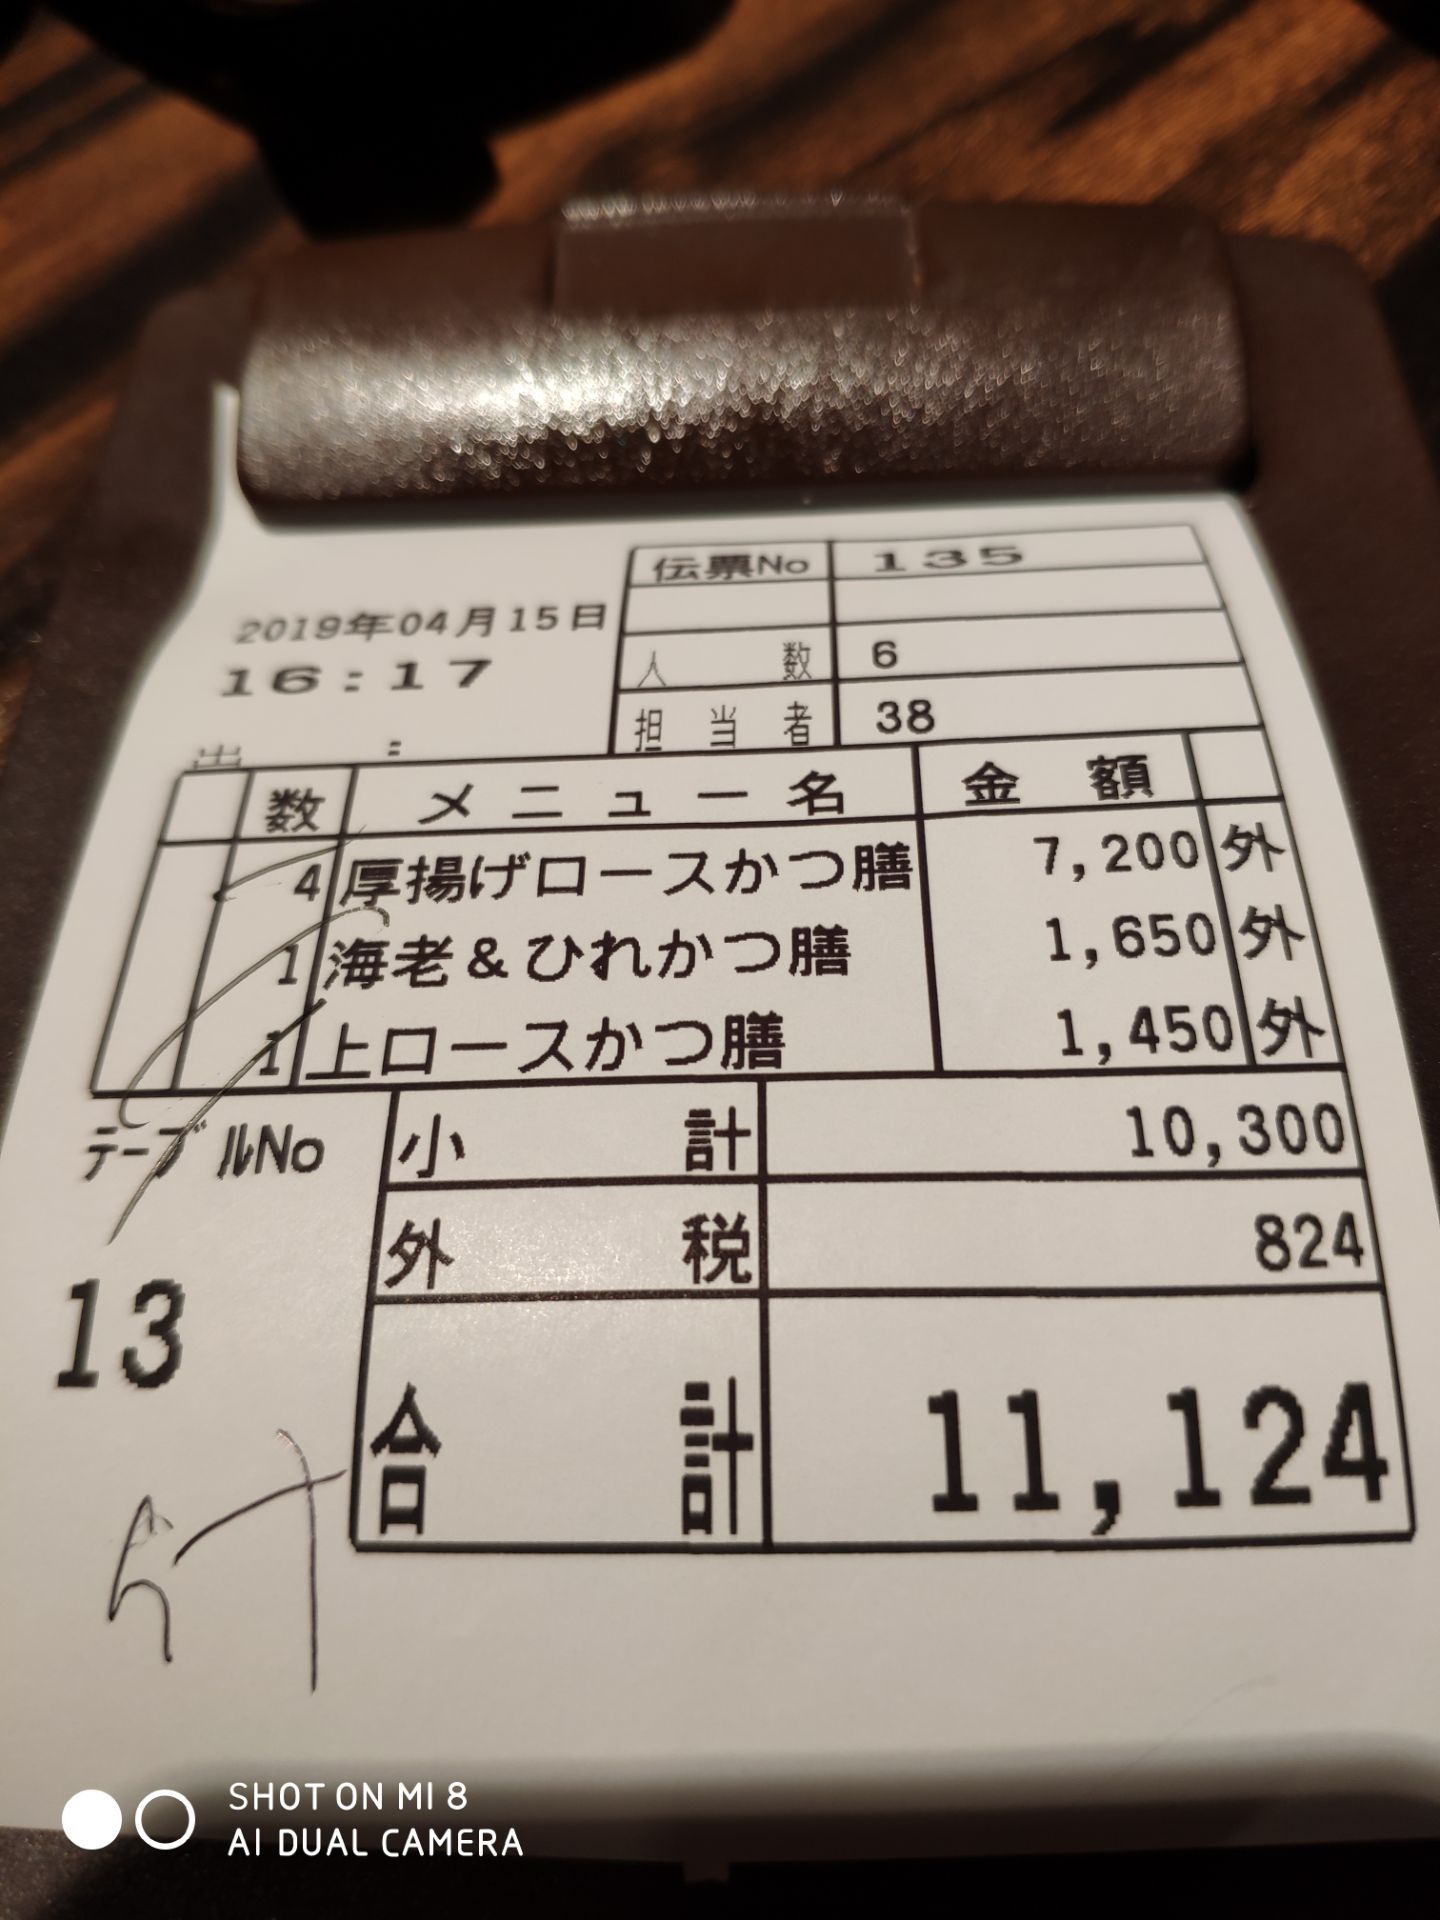 伝票No 135
2019年04月15日
16:17
人数 6
担当者 38
数 メニュー名 金額
4 厚揚げロースかつ膳 7,200 外
1 海老&ひれかつ膳 1,650 外
1 上ロースかつ膳 1,450 外
テーブルNo
13
小計 10,300
外税 824
合計 11,124
SHOT ON MI 8
AI DUAL CAMERA